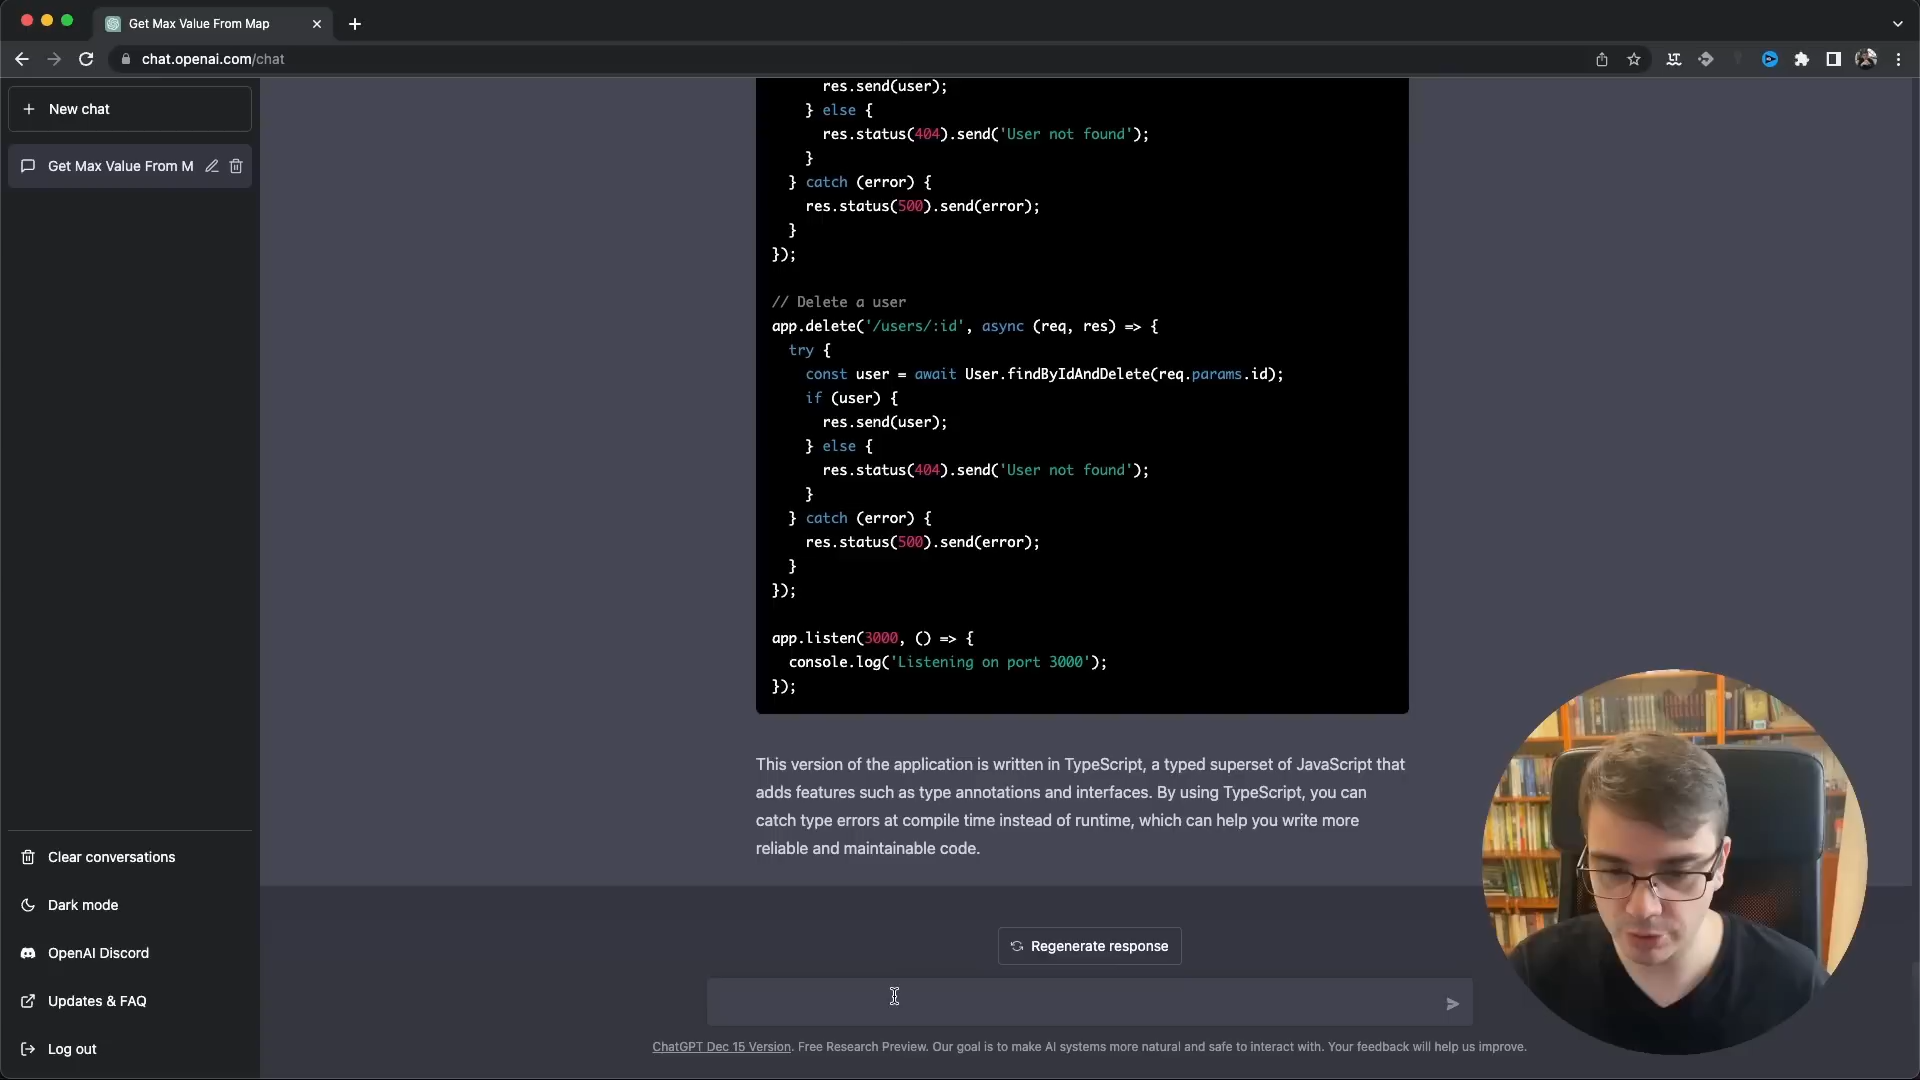 Get Max Value From Map
chat.openai.com/chat
New chat
Get Max Value From M
res.send(user);
} else {
res.status(404).send('User not found');
}
} catch (error) {
res.status(500).send(error);
}
});
// Delete a user
app.delete('/users/:id', async (req, res) => {
try {
const user = await User.findByIdAndDelete(req.params.id);
if (user) {
res.send(user);
} else {
res.status(404).send('User not found');
}
} catch (error) {
res.status(500).send(error);
}
});
app.listen(3000, () => {
console.log('Listening on port 3000');
});
This version of the application is written in TypeScript, a typed superset of JavaScript that
adds features such as type annotations and interfaces. By using TypeScript, you can
catch type errors at compile time instead of runtime, which can help you write more
reliable and maintainable code.
Clear conversations
Dark mode
OpenAI Discord
Updates & FAQ
Log out
Regenerate response
ChatGPT Dec 15 Version. Free Research Preview. Our goal is to make AI systems more natural and safe to interact with. Your feedback will help us improve.